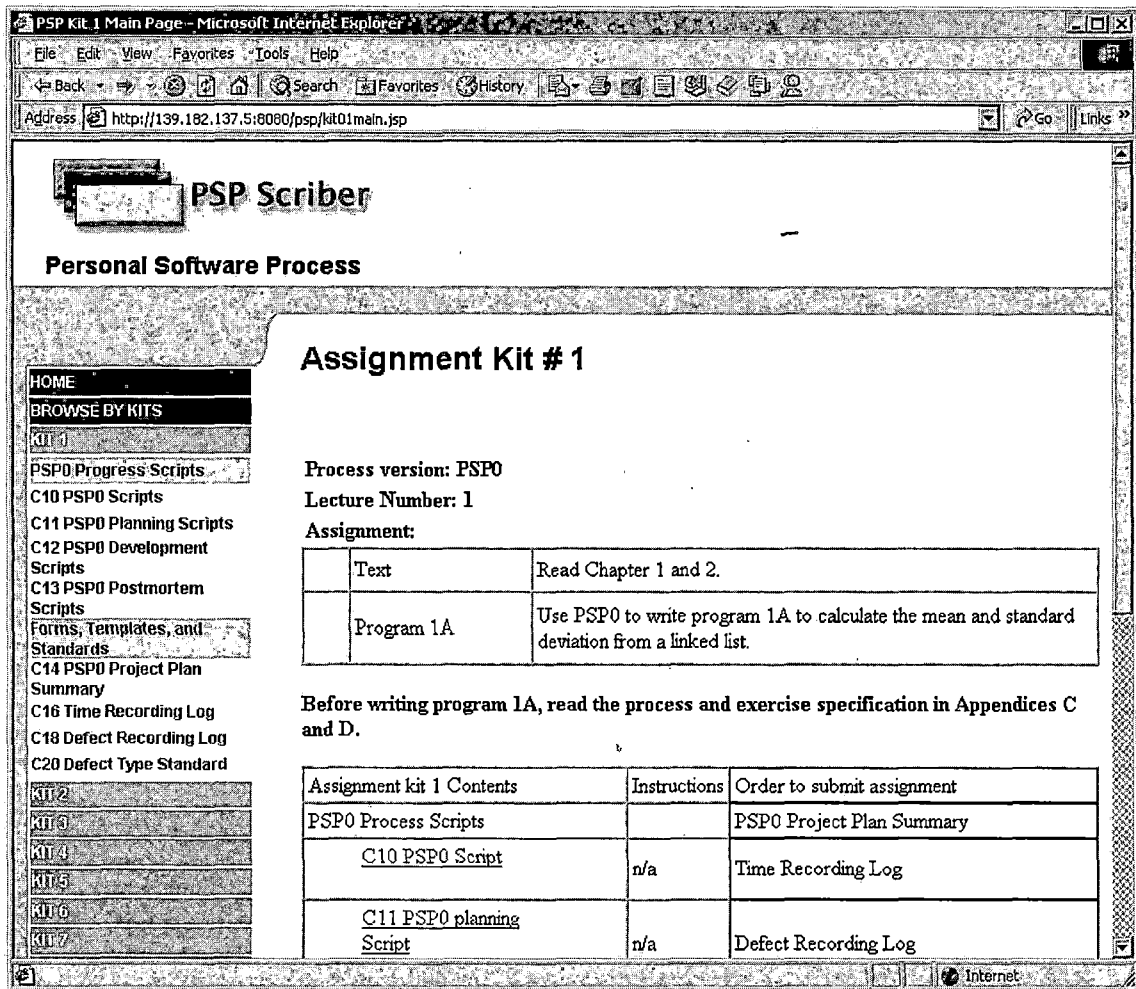 PSP Kit 1 Main Page - Microsoft Internet Explorer
File Edit View Favorites Tools Help
Back Search Favorites History
Address http://139.182.137.5:8080/psp/kit01main.jsp Go Links »
PSP Scriber
Personal Software Process
Assignment Kit # 1
HOME
BROWSE BY KITS
KIT 1
PSP0 Progress Scripts
C10 PSP0 Scripts
C11 PSP0 Planning Scripts
C12 PSP0 Development
Scripts
C13 PSP0 Postmortem
Scripts
Forms, Templates, and
Standards
C14 PSP0 Project Plan
Summary
C16 Time Recording Log
C18 Defect Recording Log
C20 Defect Type Standard
KIT 2
KIT 3
KIT 4
KIT 5
KIT 6
KIT 7
Process version: PSP0
Lecture Number: 1
Assignment:
Text Read Chapter 1 and 2.
Program 1A Use PSP0 to write program 1A to calculate the mean and standard
deviation from a linked list.
Before writing program 1A, read the process and exercise specification in Appendices C
and D.
Assignment kit 1 Contents Instructions Order to submit assignment
PSP0 Process Scripts PSP0 Project Plan Summary
C10 PSP0 Script n/a Time Recording Log
C11 PSP0 planning
Script n/a Defect Recording Log
Internet